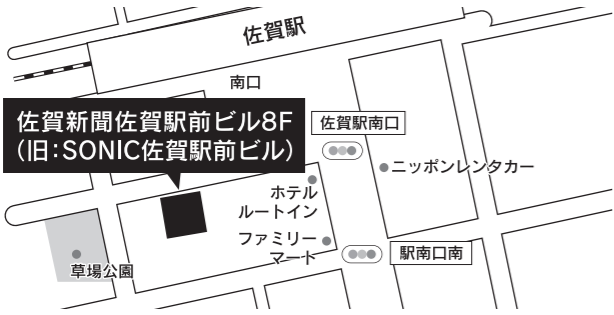 佐賀駅
南口
佐賀新聞佐賀駅前ビル8F
(旧:SONIC佐賀駅前ビル)
佐賀駅南口
ニッポンレンタカー
ホテル
ルートイン
ファミリー
マート
駅南口南
草場公園